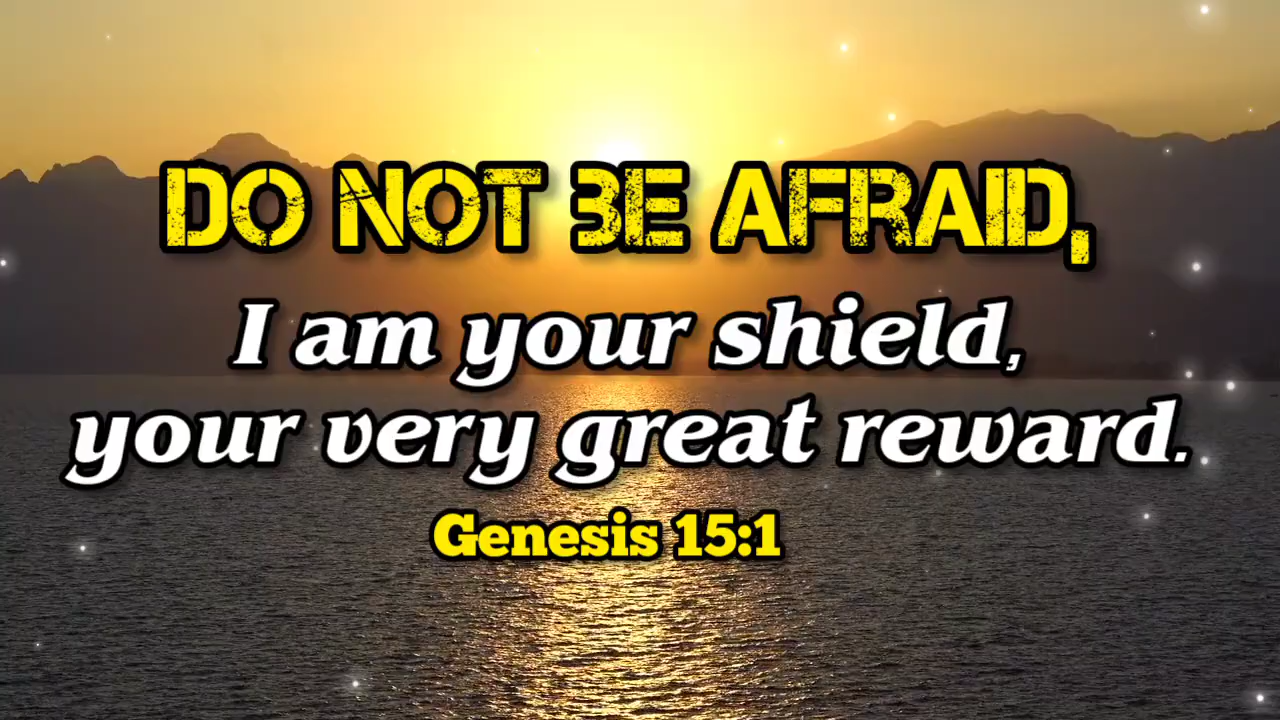 DO NOT BE AFRAID,
I am your shield,
your very great reward.
Genesis 15:1